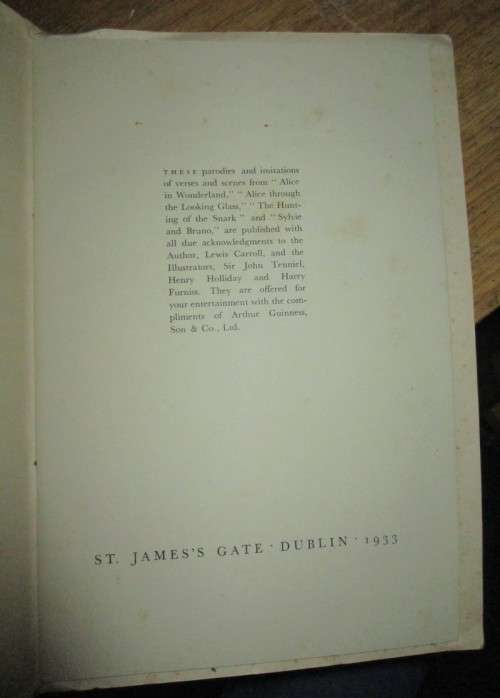 THESE parodies and imitations
of verses and scenes from "Alice
in Wonderland," "Alice through
the Looking Glass," "The Hunt-
ing of the Snark" and "Sylvie
and Bruno," are published with
all due acknowledgments to the
Author, Lewis Carroll, and the
Illustrators, Sir John Tenniel,
Henry Holliday and Harry
Furniss. They are offered for
your entertainment with the com-
pliments of Arthur Guinness,
Son & Co., Ltd.
ST. JAMES'S GATE · DUBLIN · 1933